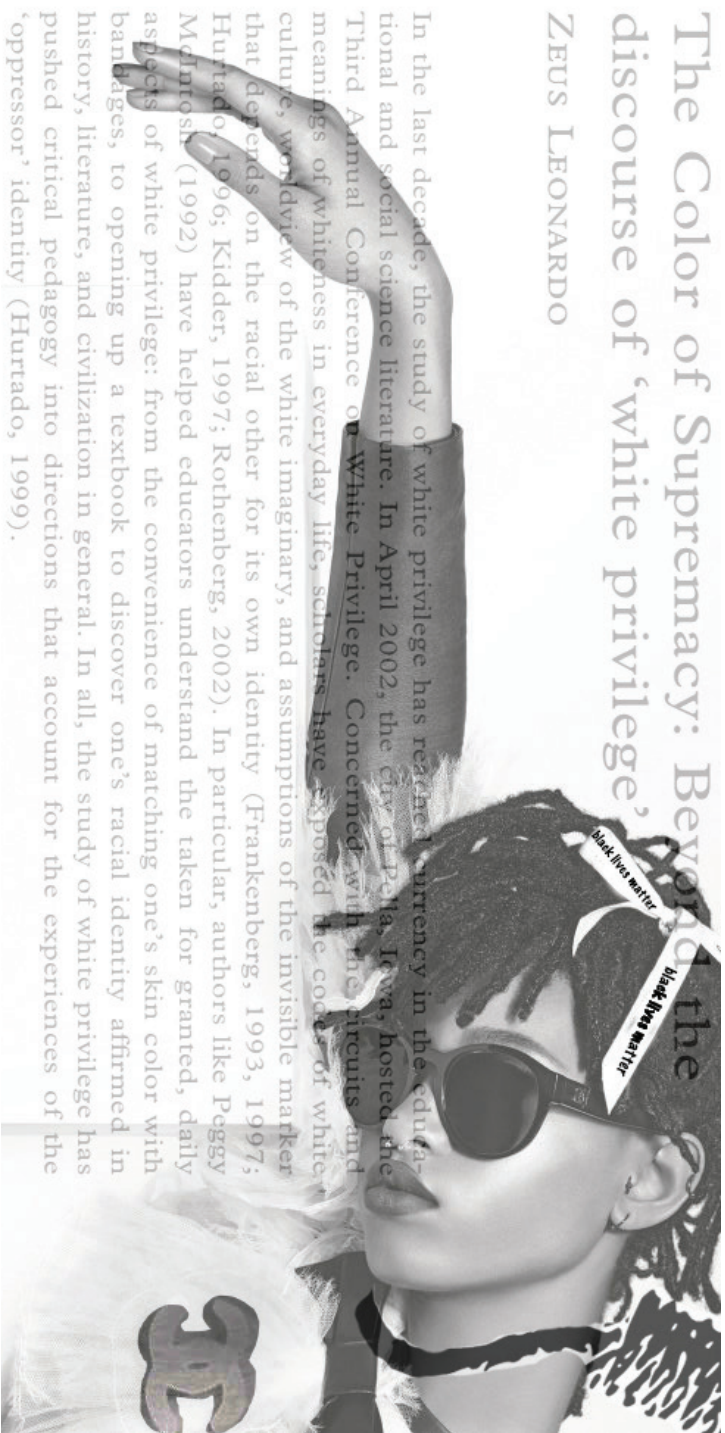 The Color of Supremacy: Beyond the
discourse of ‘white privilege’
ZEUS LEONARDO
In the last decade, the study of white privilege has reached currency in the educa-
tional and social science literature. In April 2002, the city of Pella, Iowa, hosted the
Third Annual Conference on White Privilege. Concerned with the circuits and
meanings of whiteness in everyday life, scholars have exposed the codes of white
culture, worldview of the white imaginary, and assumptions of the invisible marker
that depends on the racial other for its own identity (Frankenberg, 1993, 1997;
Hurtado, 1996; Kidder, 1997; Rothenberg, 2002). In particular, authors like Peggy
McIntosh (1992) have helped educators understand the taken for granted, daily
aspects of white privilege: from the convenience of matching one’s skin color with
bandages, to opening up a textbook to discover one’s racial identity affirmed in
history, literature, and civilization in general. In all, the study of white privilege has
pushed critical pedagogy into directions that account for the experiences of the
‘oppressor’ identity (Hurtado, 1999).
black lives matter
black lives matter